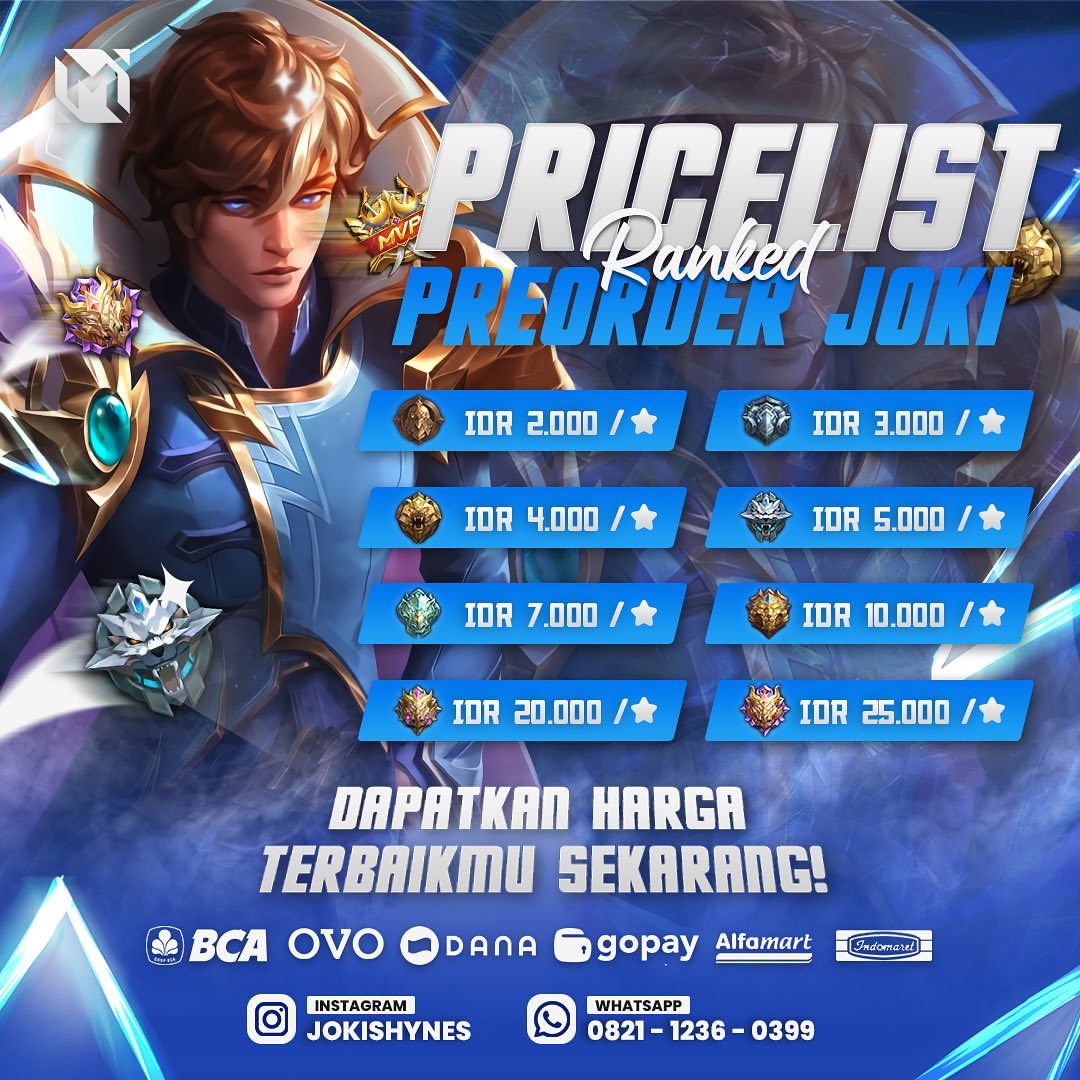 MVP
PRICELIST
Ranked
PREORDER JOKI
IDR 2.000 /
IDR 3.000 /
IDR 4.000 /
IDR 5.000 /
IDR 7.000 /
IDR 10.000 /
IDR 20.000 /
IDR 25.000 /
DAPATKAN HARGA
TERBAIKMU SEKARANG!
BCA OVO DANA gopay Alfamart Indomaret
INSTAGRAM
JOKISHYNES
WHATSAPP
0821 - 1236 - 0399